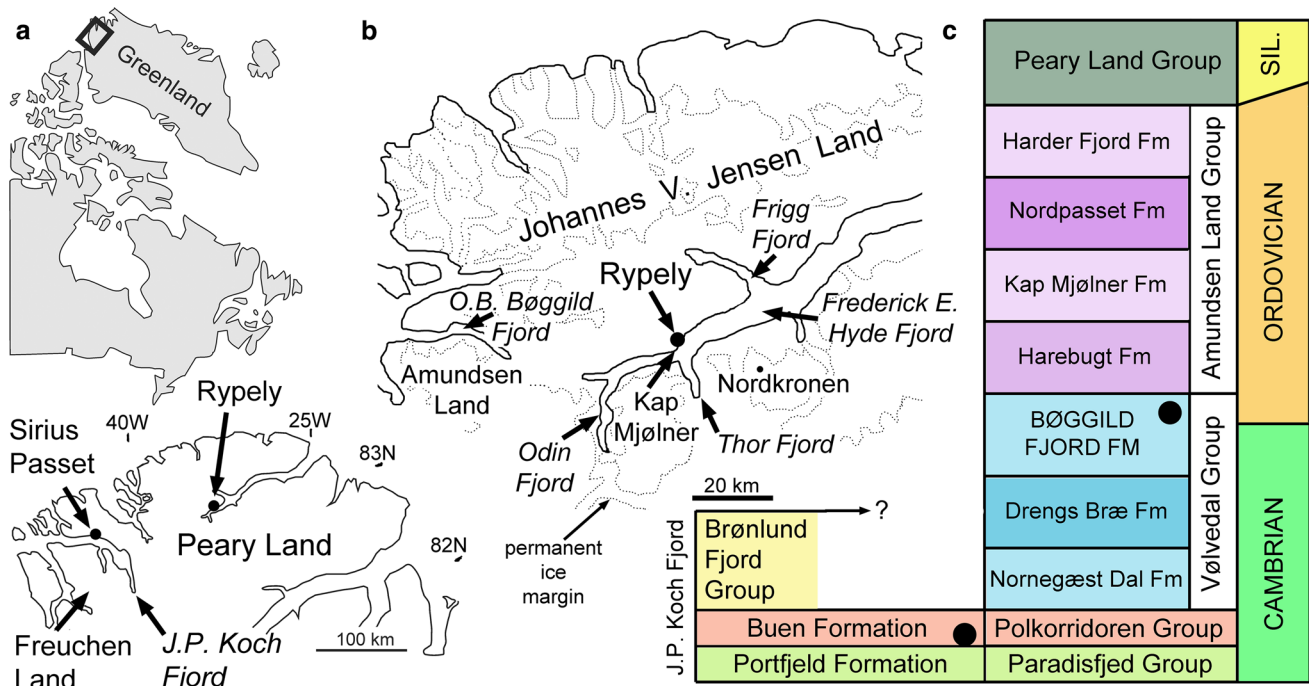 a
Greenland
Rypely
40W
25W
Sirius
Passet
83N
Peary Land
82N
Freuchen
Land
J.P. Koch
Fjord
100 km
b
Johannes V. Jensen Land
Frigg
Fjord
Rypely
O.B. Bøggild
Fjord
Frederick E.
Hyde Fjord
Amundsen
Land
Nordkronen
Kap
Mjølner
Odin
Fjord
Thor Fjord
20 km
permanent
ice
margin
c
Peary Land Group
SIL.
Harder Fjord Fm
Nordpasset Fm
Kap Mjølner Fm
Harebugt Fm
Amundsen Land Group
ORDOVICIAN
BØGGILD
FJORD FM
Drengs Bræ Fm
Nornegæst Dal Fm
Vølvedal Group
CAMBRIAN
?
Brønlund
Fjord
Group
J.P. Koch Fjord
Buen Formation
Polkorridoren Group
Portfjeld Formation
Paradisfjed Group